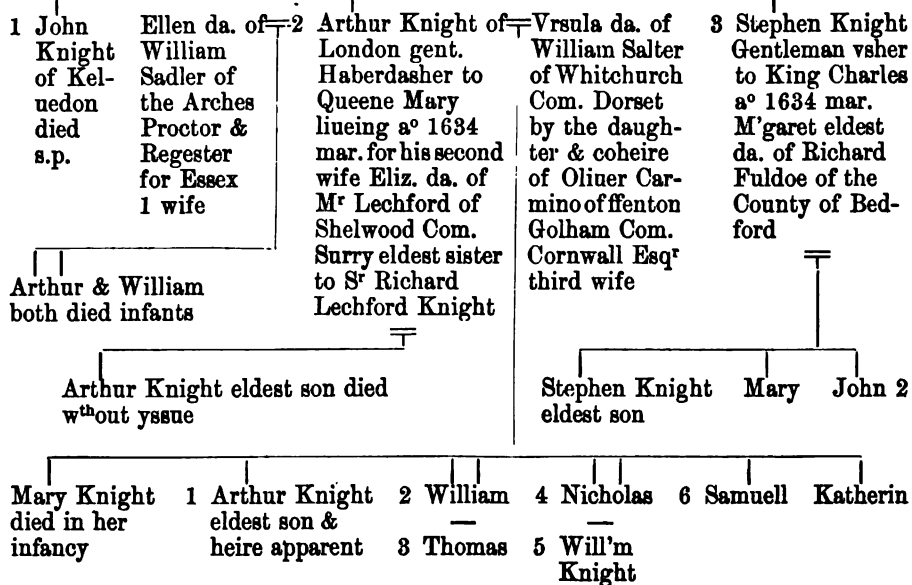 1 John
Knight
of Kel-
uedon
died
s.p.
Ellen da. of
William
Sadler of
the Arches
Proctor &
Regester
for Essex
1 wife
2 Arthur Knight of
London gent.
Haberdasher to
Queene Mary
liueing aº 1634
mar. for his second
wife Eliz. da. of
Mʳ Lechford of
Shelwood Com.
Surry eldest sister
to Sʳ Richard
Lechford Knight
Vrsula da. of
William Salter
of Whitchurch
Com. Dorset
by the daugh-
ter & coheire
of Oliuer Car-
mino of ffenton
Golham Com.
Cornwall Esqʳ
third wife
3 Stephen Knight
Gentleman vsher
to King Charles
aº 1634 mar.
M'garet eldest
da. of Richard
Fuldoe of the
County of Bed-
ford
Arthur & William
both died infants
Arthur Knight eldest son died
wᵗʰout yssue
Stephen Knight
eldest son
Mary
John 2
Mary Knight
died in her
infancy
1 Arthur Knight
eldest son &
heire apparent
2 William
3 Thomas
4 Nicholas
5 Will'm
Knight
6 Samuell
Katherin